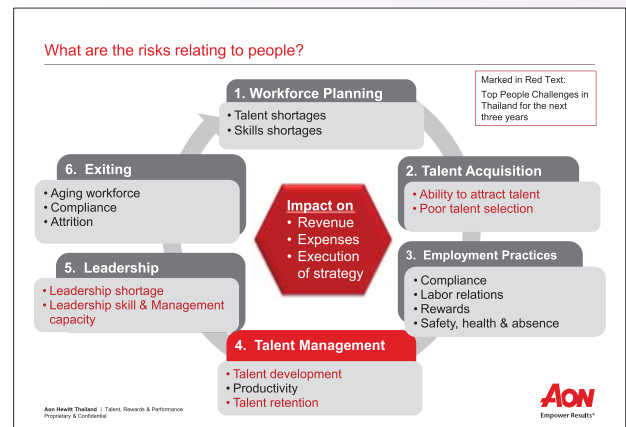 What are the risks relating to people?
Marked in Red Text:
Top People Challenges in
Thailand for the next
three years
1. Workforce Planning
• Talent shortages
• Skills shortages
2. Talent Acquisition
• Ability to attract talent
• Poor talent selection
3. Employment Practices
• Compliance
• Labor relations
• Rewards
• Safety, health & absence
4. Talent Management
• Talent development
• Productivity
• Talent retention
5. Leadership
• Leadership shortage
• Leadership skill & Management
capacity
6. Exiting
• Aging workforce
• Compliance
• Attrition
Impact on
• Revenue
• Expenses
• Execution
of strategy
Aon Hewitt Thailand | Talent, Rewards & Performance
Proprietary & Confidential
AON
Empower Results®